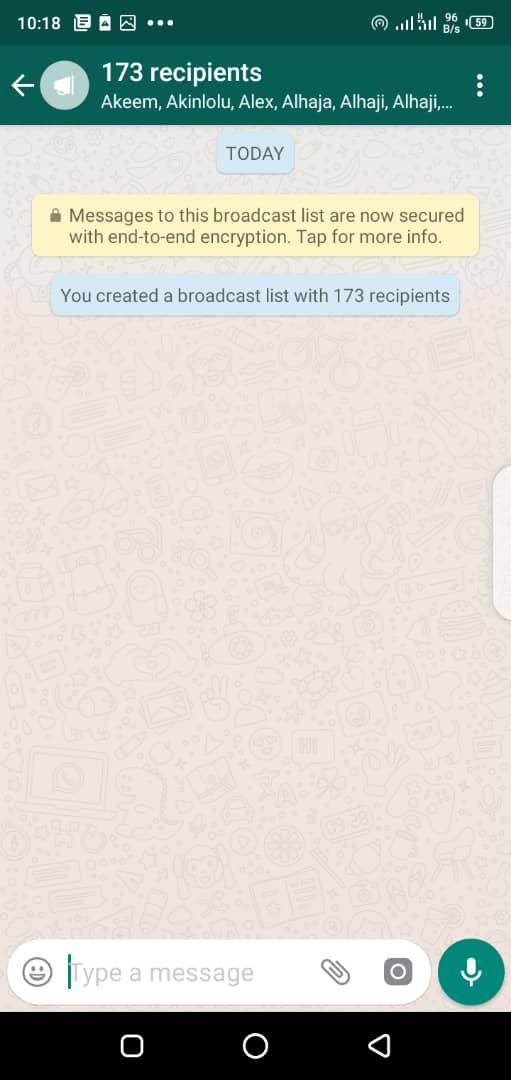 10:18
96
B/s
59
173 recipients
Akeem, Akinlolu, Alex, Alhaja, Alhaji, Alhaji,...
TODAY
Messages to this broadcast list are now secured
with end-to-end encryption. Tap for more info.
You created a broadcast list with 173 recipients
Type a message